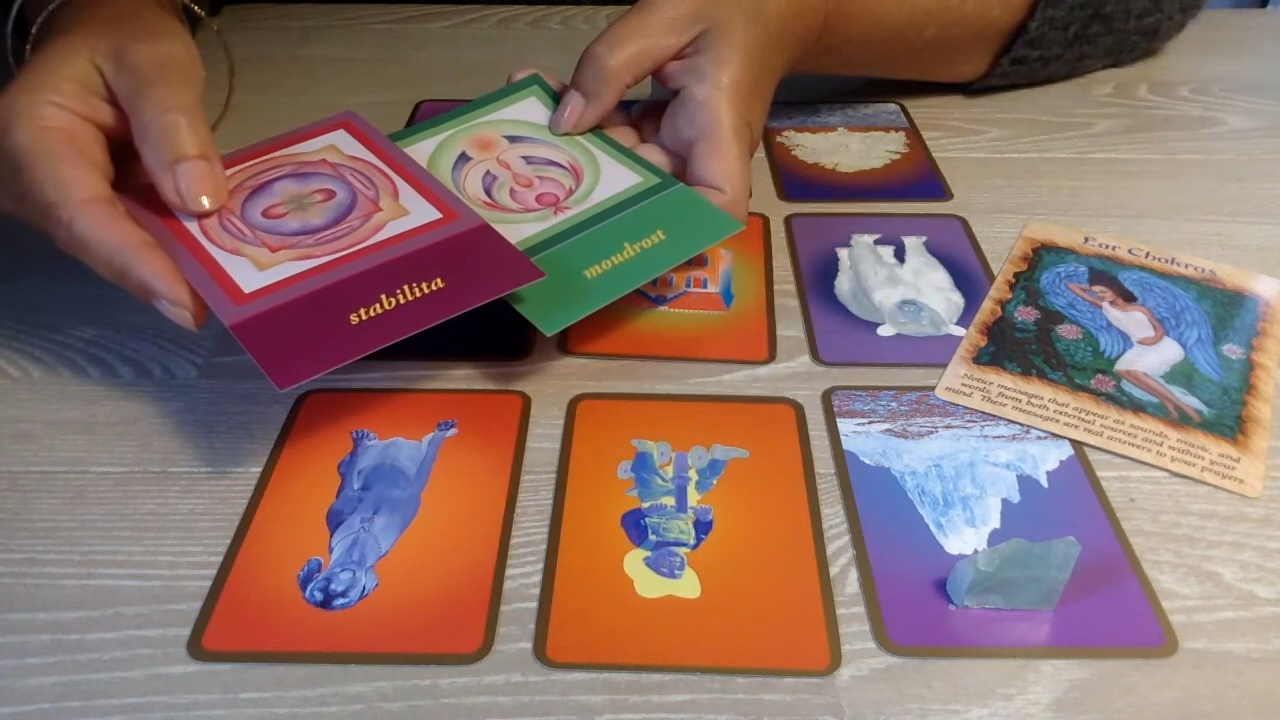 stabilita
moudrost
Ear Chakras
Notice messages that appear as sounds, music, and
words, from both external sources and within your
mind. These messages are real answers to your prayers.